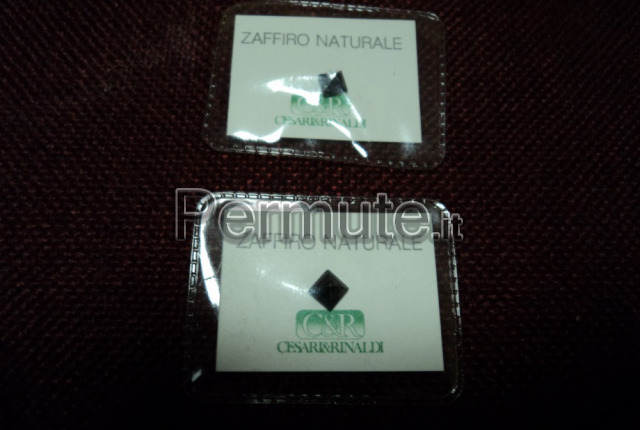 ZAFFIRO NATURALE
C&R
CESARI&RINALDI
Permute.it
ZAFFIRO NATURALE
C&R
CESARI&RINALDI